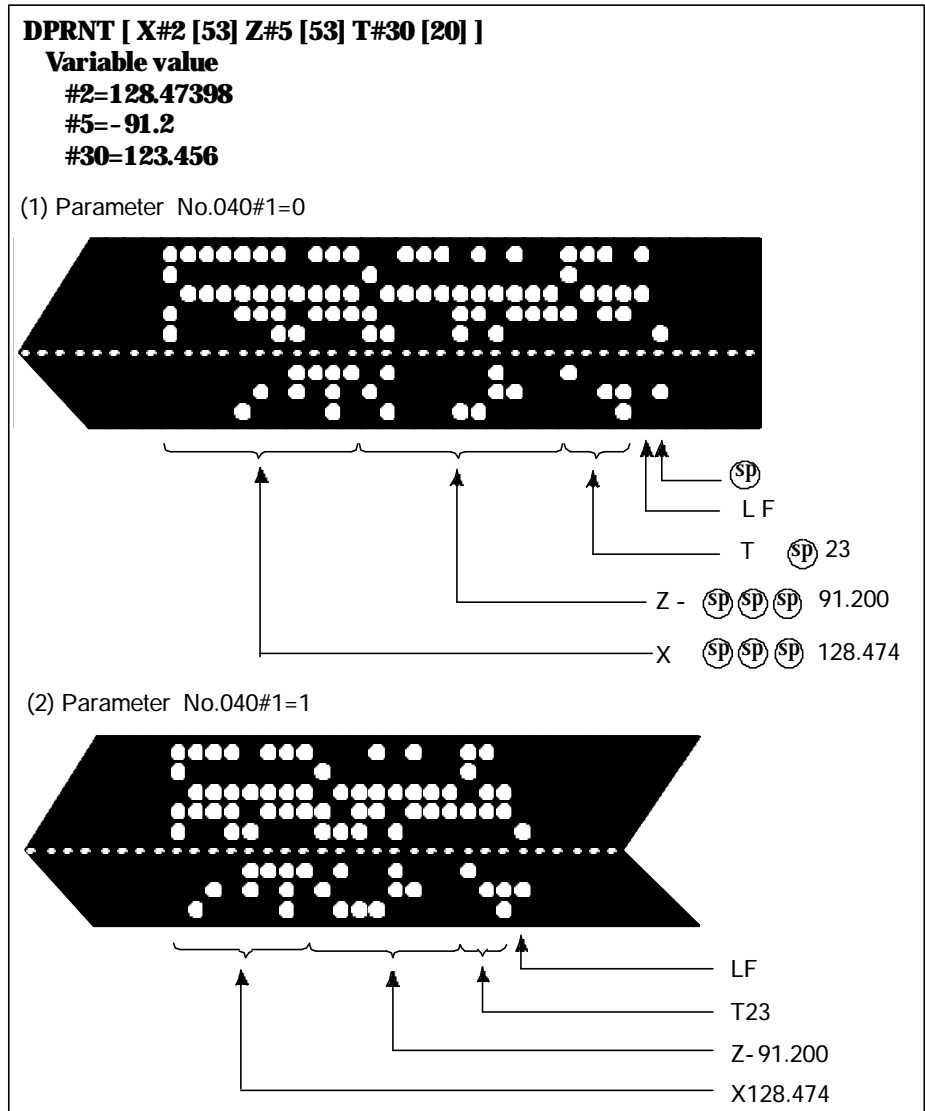 DPRNT [ X#2 [53] Z#5 [53] T#30 [20] ]
Variable value
#2=128.47398
#5=-91.2
#30=123.456
(1) Parameter No.040#1=0
sp
L F
T sp 23
Z - sp sp sp 91.200
X sp sp sp 128.474
(2) Parameter No.040#1=1
LF
T23
Z-91.200
X128.474